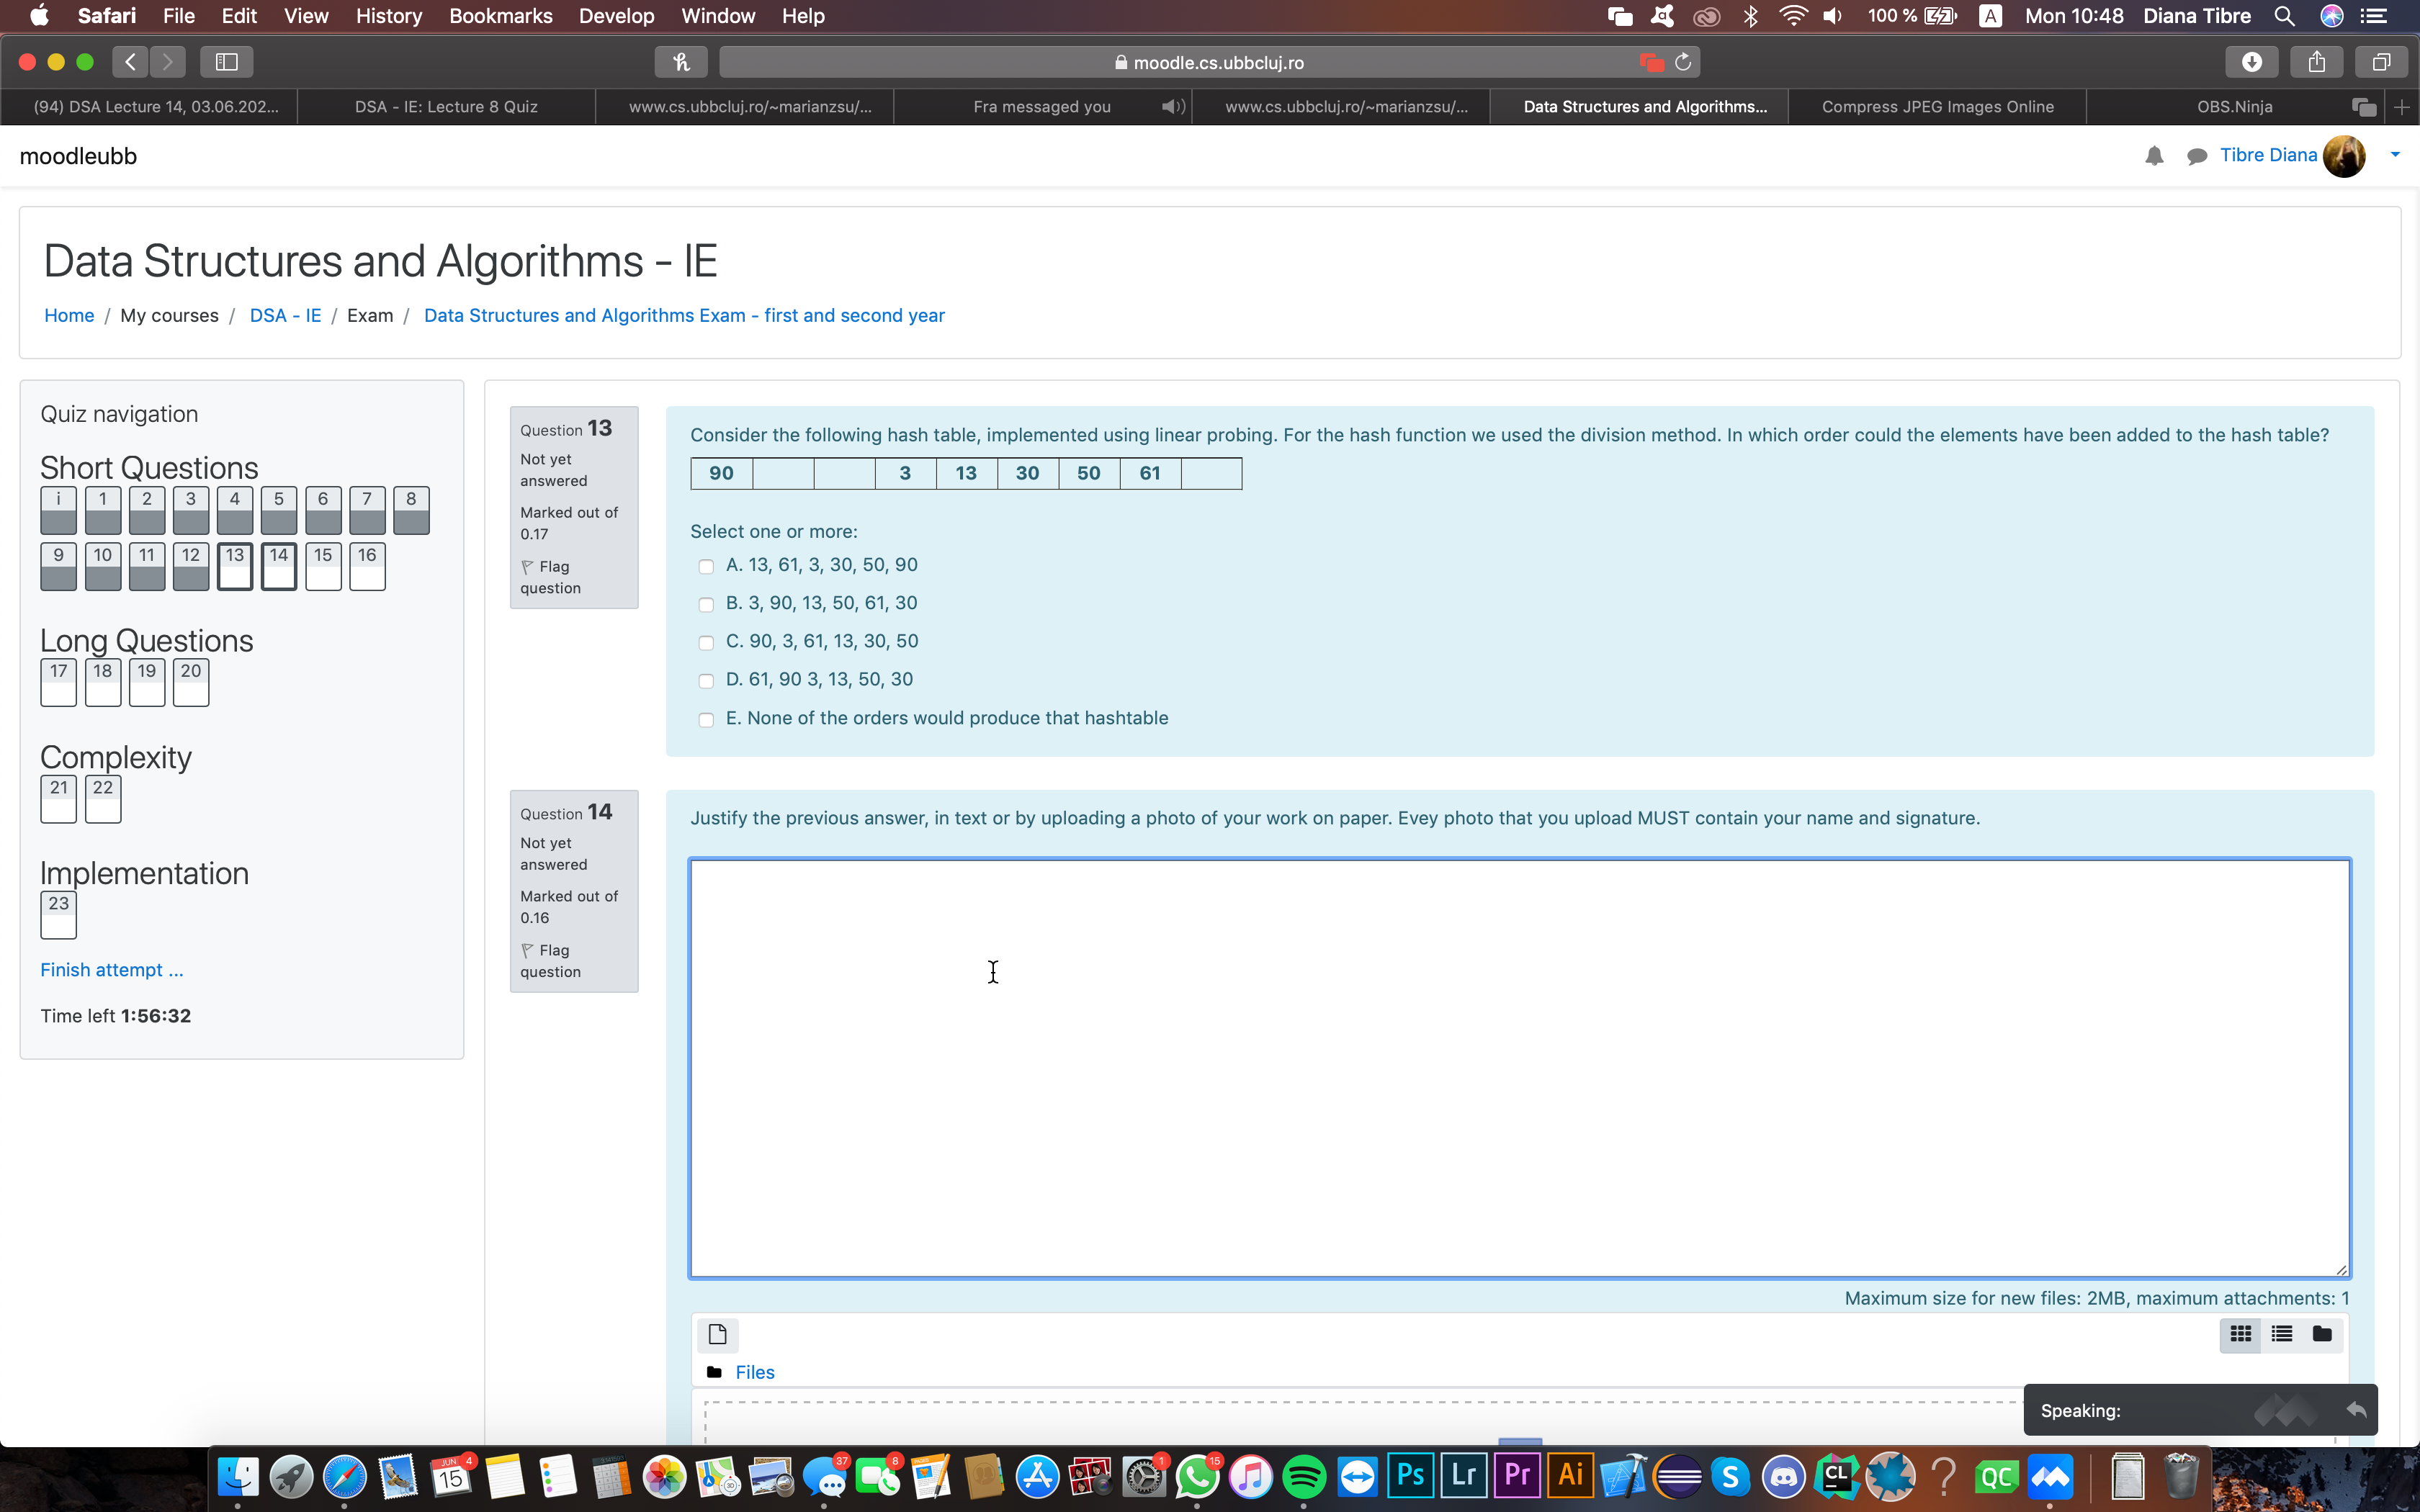 Safari File Edit View History Bookmarks Develop Window Help 100 % A Mon 10:48 Diana Tibre
moodle.cs.ubbcluj.ro
(94) DSA Lecture 14, 03.06.202... DSA - IE: Lecture 8 Quiz www.cs.ubbcluj.ro/~marianzsu/... Fra messaged you www.cs.ubbcluj.ro/~marianzsu/... Data Structures and Algorithms... Compress JPEG Images Online OBS.Ninja
moodleubb Tibre Diana
Data Structures and Algorithms - IE
Home / My courses / DSA - IE / Exam / Data Structures and Algorithms Exam - first and second year
Quiz navigation
Short Questions
i 1 2 3 4 5 6 7 8
9 10 11 12 13 14 15 16
Long Questions
17 18 19 20
Complexity
21 22
Implementation
23
Finish attempt ...
Time left 1:56:32
Question 13
Not yet
answered
Marked out of
0.17
Flag
question
Consider the following hash table, implemented using linear probing. For the hash function we used the division method. In which order could the elements have been added to the hash table?
90 3 13 30 50 61
Select one or more:
A. 13, 61, 3, 30, 50, 90
B. 3, 90, 13, 50, 61, 30
C. 90, 3, 61, 13, 30, 50
D. 61, 90 3, 13, 50, 30
E. None of the orders would produce that hashtable
Question 14
Not yet
answered
Marked out of
0.16
Flag
question
Justify the previous answer, in text or by uploading a photo of your work on paper. Evey photo that you upload MUST contain your name and signature.
Maximum size for new files: 2MB, maximum attachments: 1
Files
Speaking:
JUN 15 4 37 8 1 15 Ps Lr Pr Ai S CL ? QC